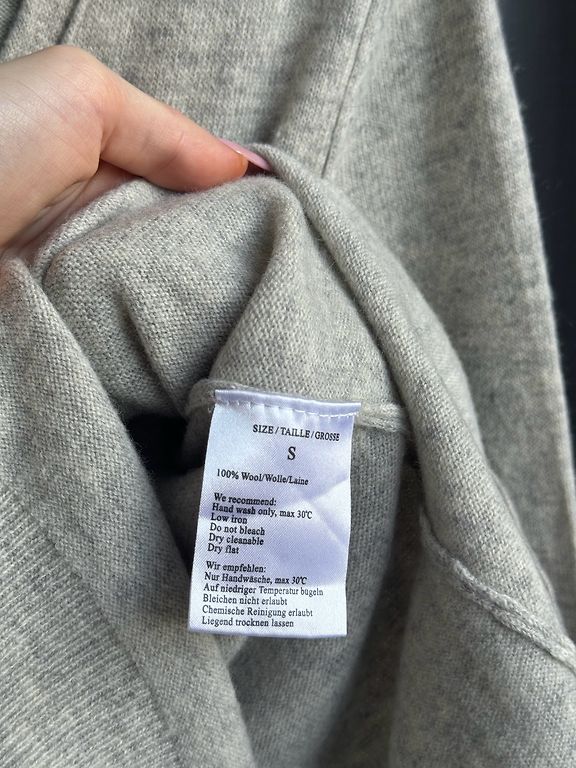 SIZE / TAILLE / GROSSE
S
100% Wool/Wolle/Laine
We recommend:
Hand wash only, max 30°C
Low iron
Do not bleach
Dry cleanable
Dry flat
Wir empfehlen:
Nur Handwäsche, max 30°C
Auf niedriger Temperatur bugeln
Bleichen nicht erlaubt
Chemische Reinigung erlaubt
Liegend trocknen lassen